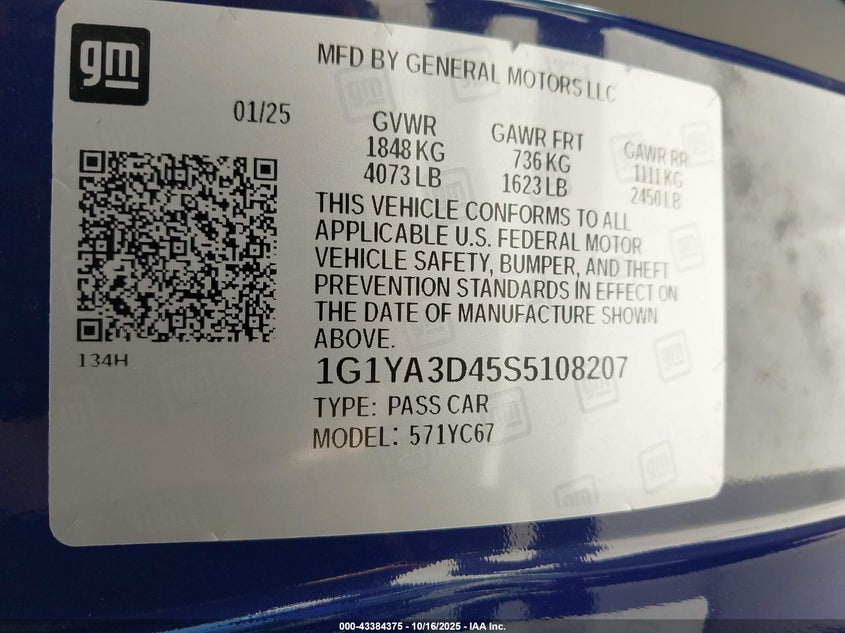 gm
MFD BY GENERAL MOTORS LLC
01/25
GVWR
1848 KG
4073 LB
GAWR FRT
736 KG
1623 LB
GAWR RR
1111 KG
2450 LB
THIS VEHICLE CONFORMS TO ALL
APPLICABLE U.S. FEDERAL MOTOR
VEHICLE SAFETY, BUMPER, AND THEFT
PREVENTION STANDARDS IN EFFECT ON
THE DATE OF MANUFACTURE SHOWN
ABOVE.
134H
1G1YA3D45S5108207
TYPE: PASS CAR
MODEL: 571YC67
000-43384375 - 10/16/2025 - IAA Inc.